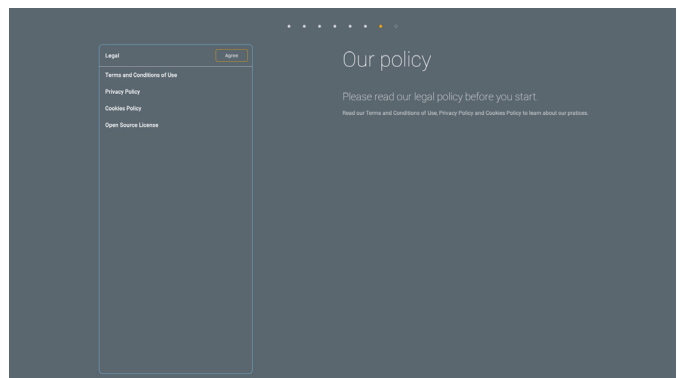 Legal
Agree
Terms and Conditions of Use
Privacy Policy
Cookies Policy
Open Source License
Our policy
Please read our legal policy before you start.
Read our Terms and Conditions of Use, Privacy Policy and Cookies Policy to learn about our pratices.